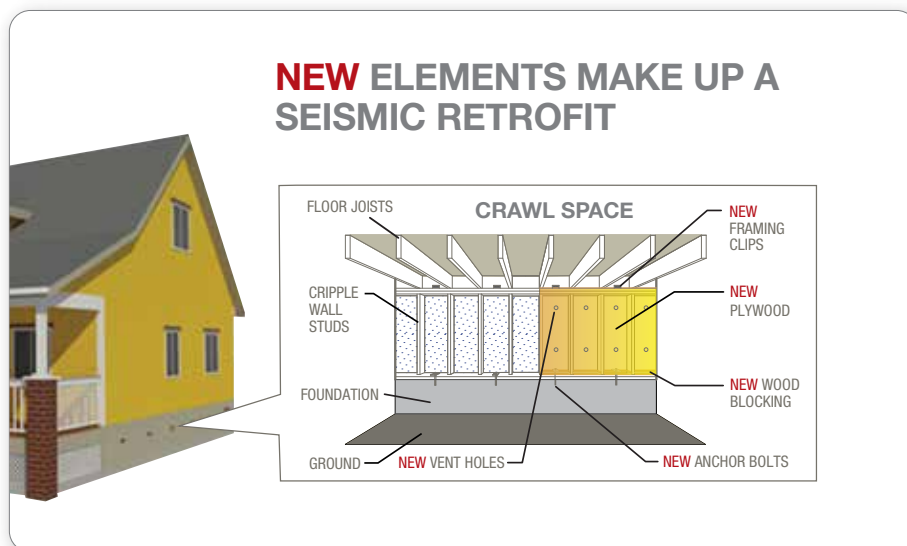 NEW ELEMENTS MAKE UP A
SEISMIC RETROFIT
FLOOR JOISTS
CRAWL SPACE
NEW
FRAMING
CLIPS
CRIPPLE
WALL
STUDS
NEW
PLYWOOD
FOUNDATION
NEW WOOD
BLOCKING
GROUND
NEW VENT HOLES
NEW ANCHOR BOLTS